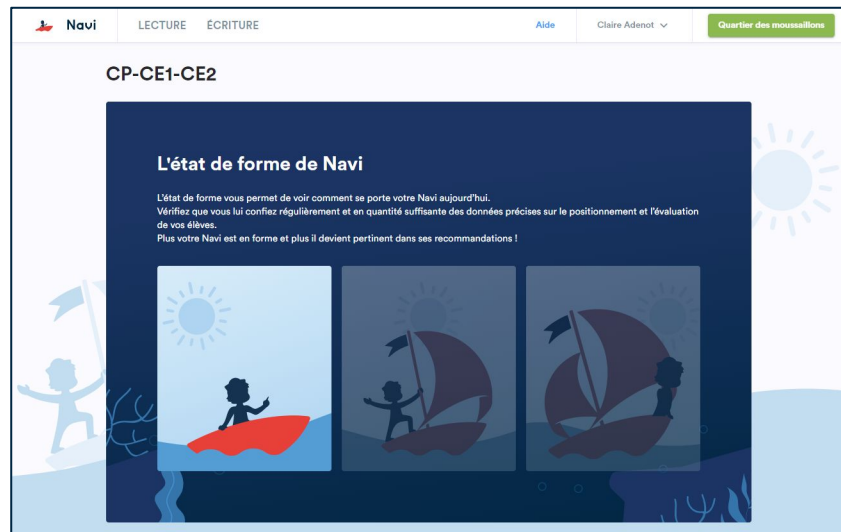 Navi LECTURE ÉCRITURE Aide Claire Adenot Quartier des moussaillons
CP-CE1-CE2
L'état de forme de Navi
L'état de forme vous permet de voir comment se porte votre Navi aujourd'hui.
Vérifiez que vous lui confiez régulièrement et en quantité suffisante des données précises sur le positionnement et l'évaluation
de vos élèves.
Plus votre Navi est en forme et plus il devient pertinent dans ses recommandations !